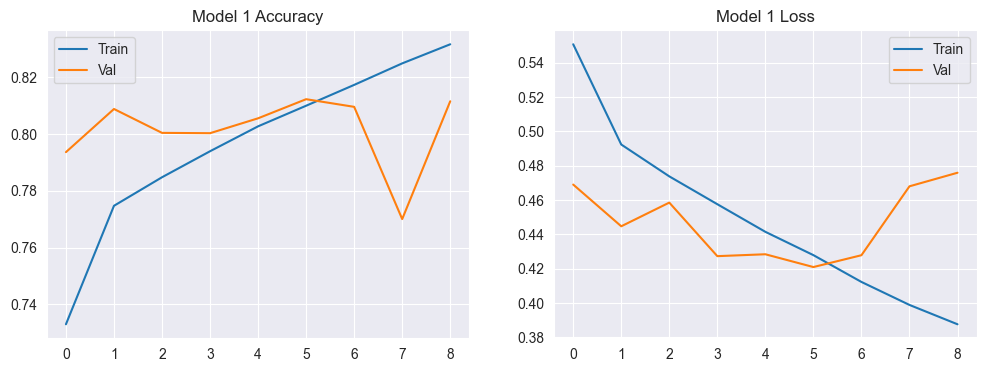 Model 1 Accuracy
Train
Val
0.82
0.80
0.78
0.76
0.74
0 1 2 3 4 5 6 7 8
Model 1 Loss
Train
Val
0.54
0.52
0.50
0.48
0.46
0.44
0.42
0.40
0.38
0 1 2 3 4 5 6 7 8